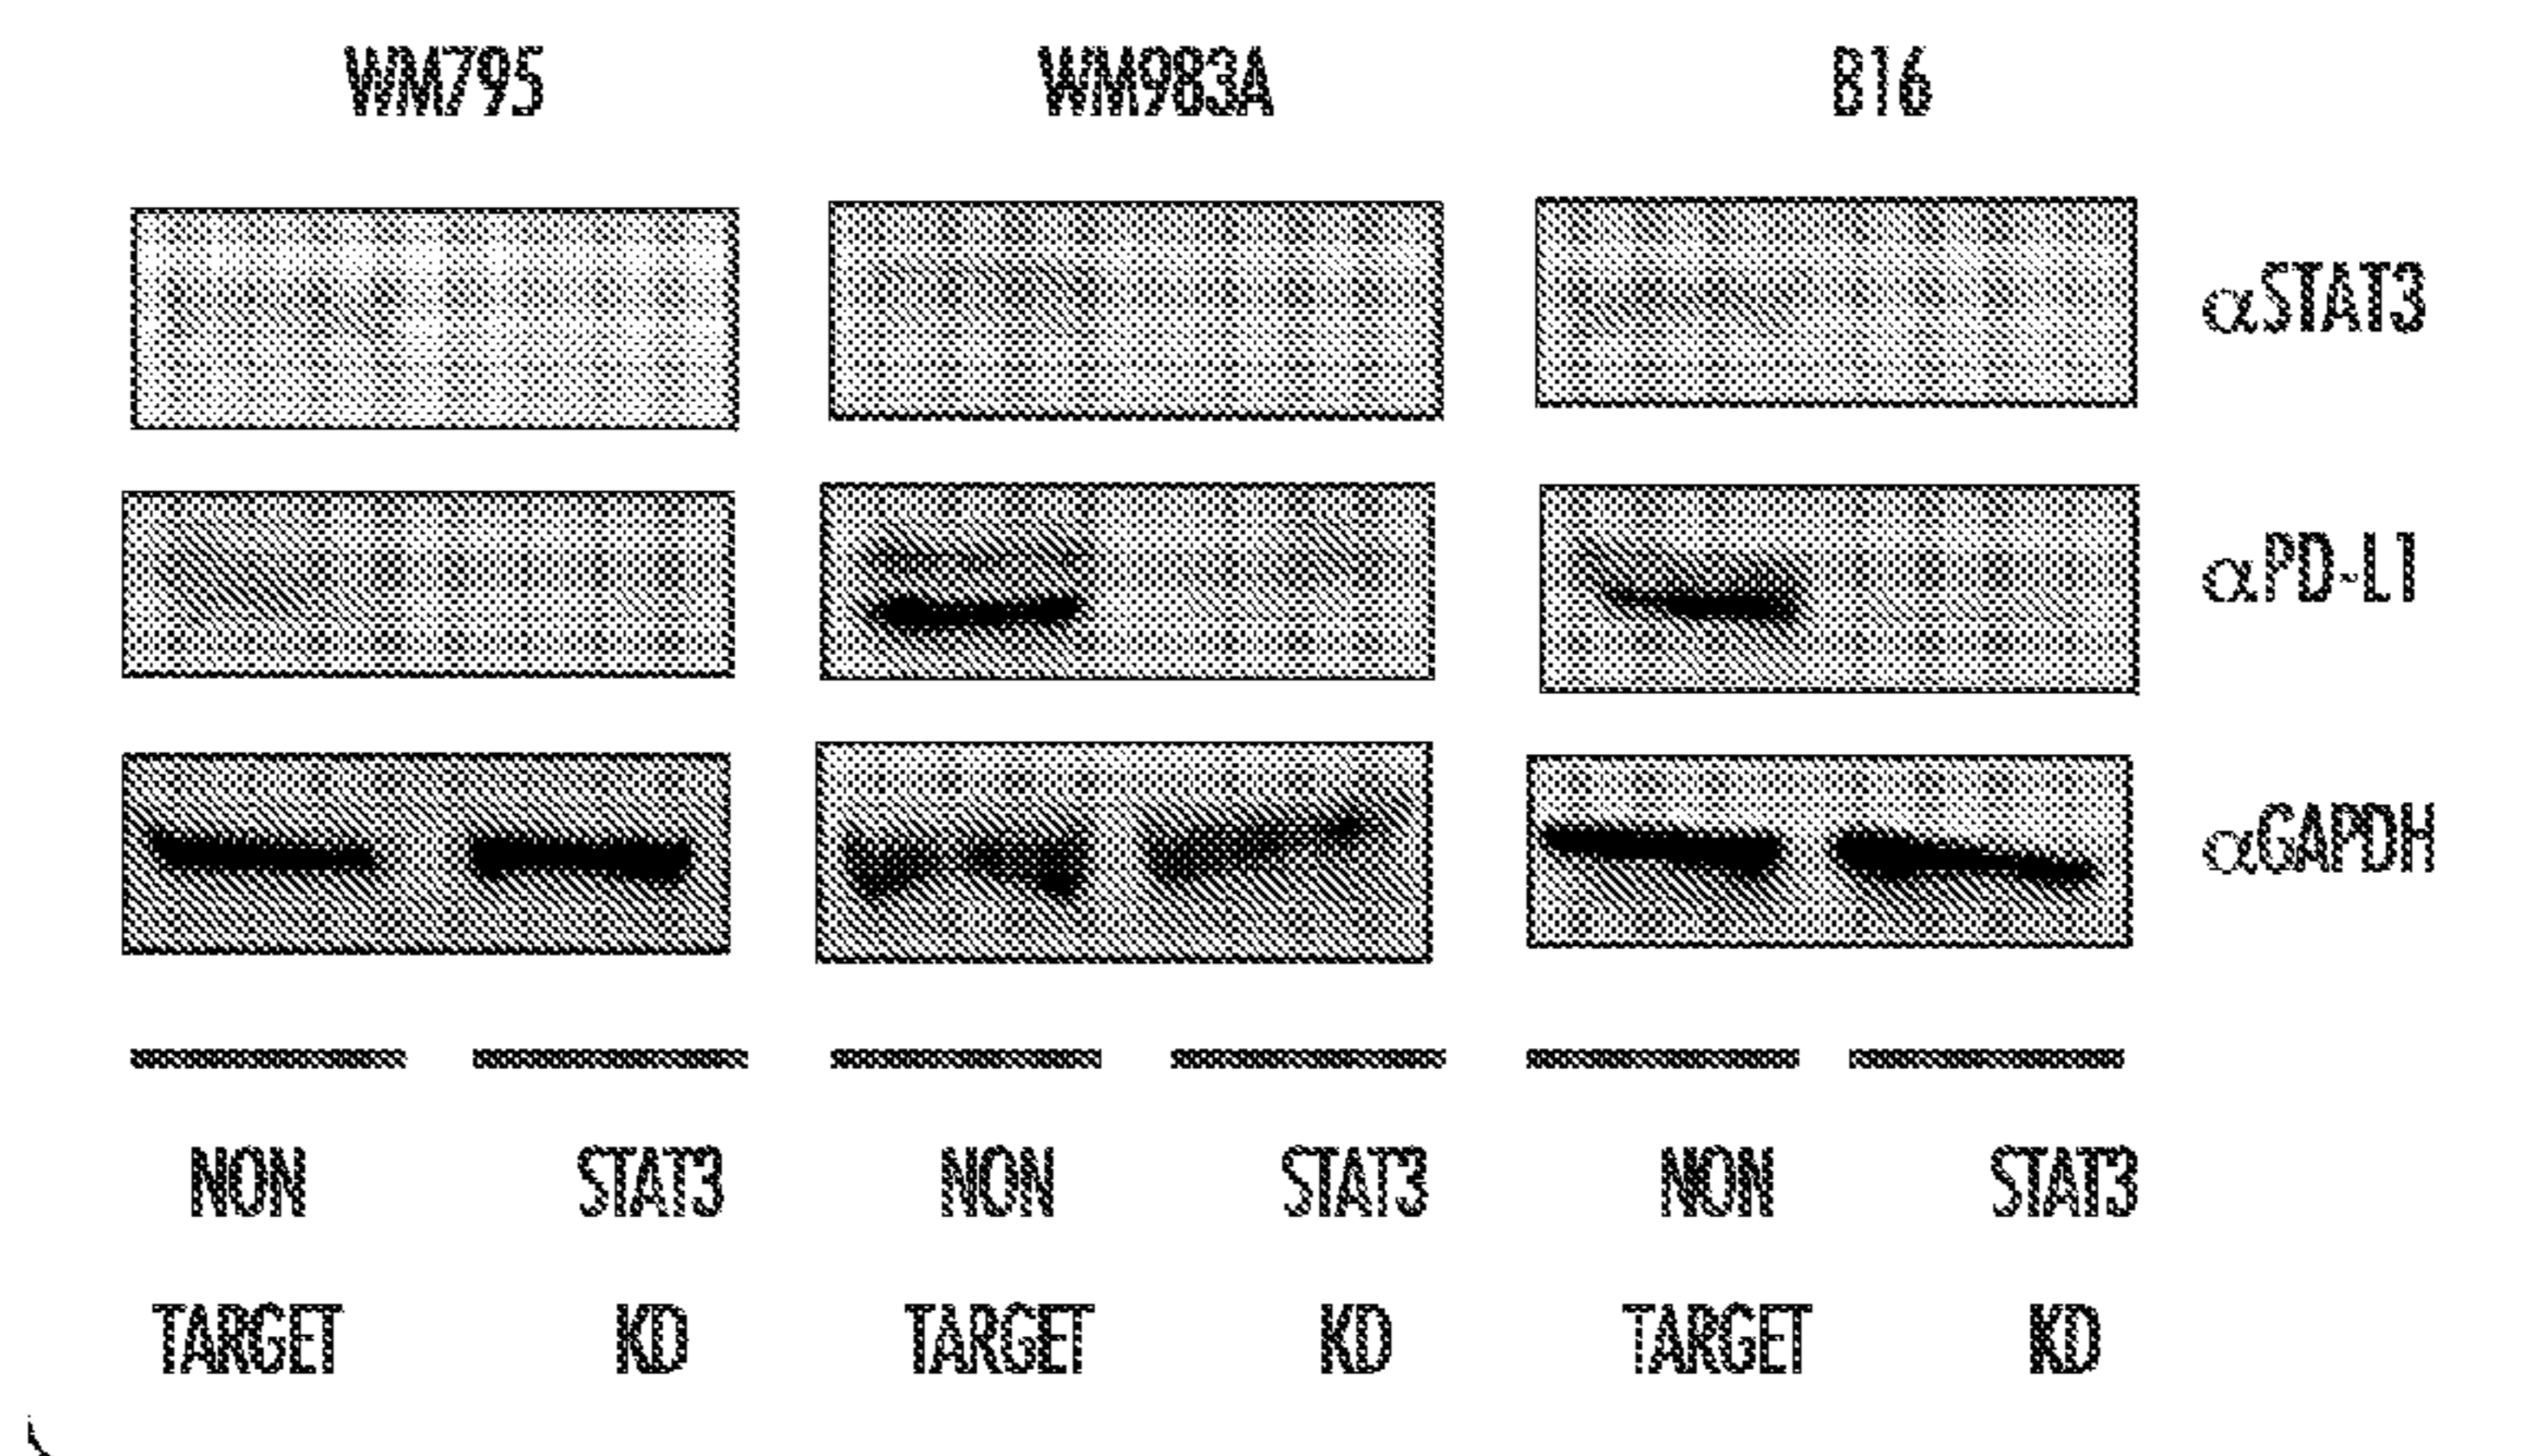 WM795 WM983A B16
αSTAT3
αPD-L1
αGAPDH
NON STAT3 NON STAT3 NON STAT3
TARGET KD TARGET KD TARGET KD